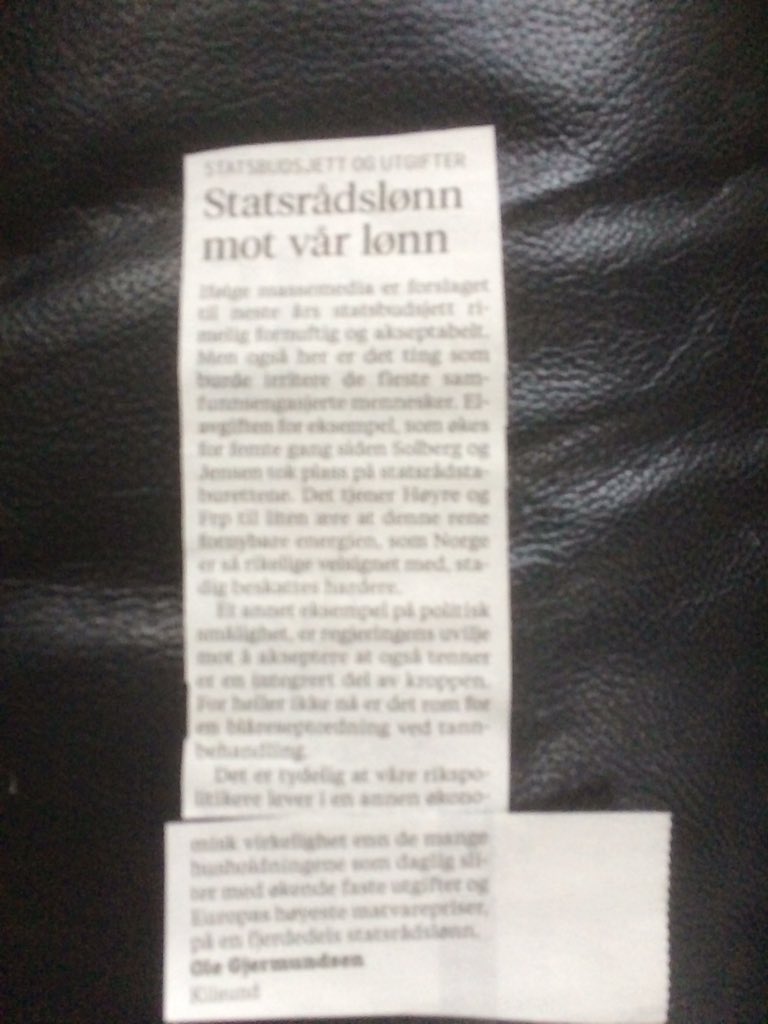 STATSBUDSJETT OG UTGIFTER
Statsrådslønn
mot vår lønn
Ifølge massemedia er forslaget
til neste års statsbudsjett ri-
melig fornuftig og akseptabelt.
Men også her er det ting som
burde irritere de fleste sam-
funnsengasjerte mennesker. El-
avgiften for eksempel, som økes
for femte gang siden Solberg og
Jensen tok plass på statsrådsta-
burettene. Det tjener Høyre og
Frp til liten ære at denne rene
fornybare energien, som Norge
er så rikelige velsignet med, sta-
dig beskattes hardere.
Et annet eksempel på politisk
smålighet, er regjeringens uvilje
mot å akseptere at også tenner
er en integrert del av kroppen.
For heller ikke nå er det rom for
en blåreseptordning ved tann-
behandling.
Det er tydelig at våre rikspo-
litikere lever i en annen økono-
misk virkelighet enn de mange
husholdningene som daglig sli-
ter med økende faste utgifter og
Europas høyeste matvarepriser,
på en fjerdedels statsrådslønn.
Ole Gjermundsen
Kilsund